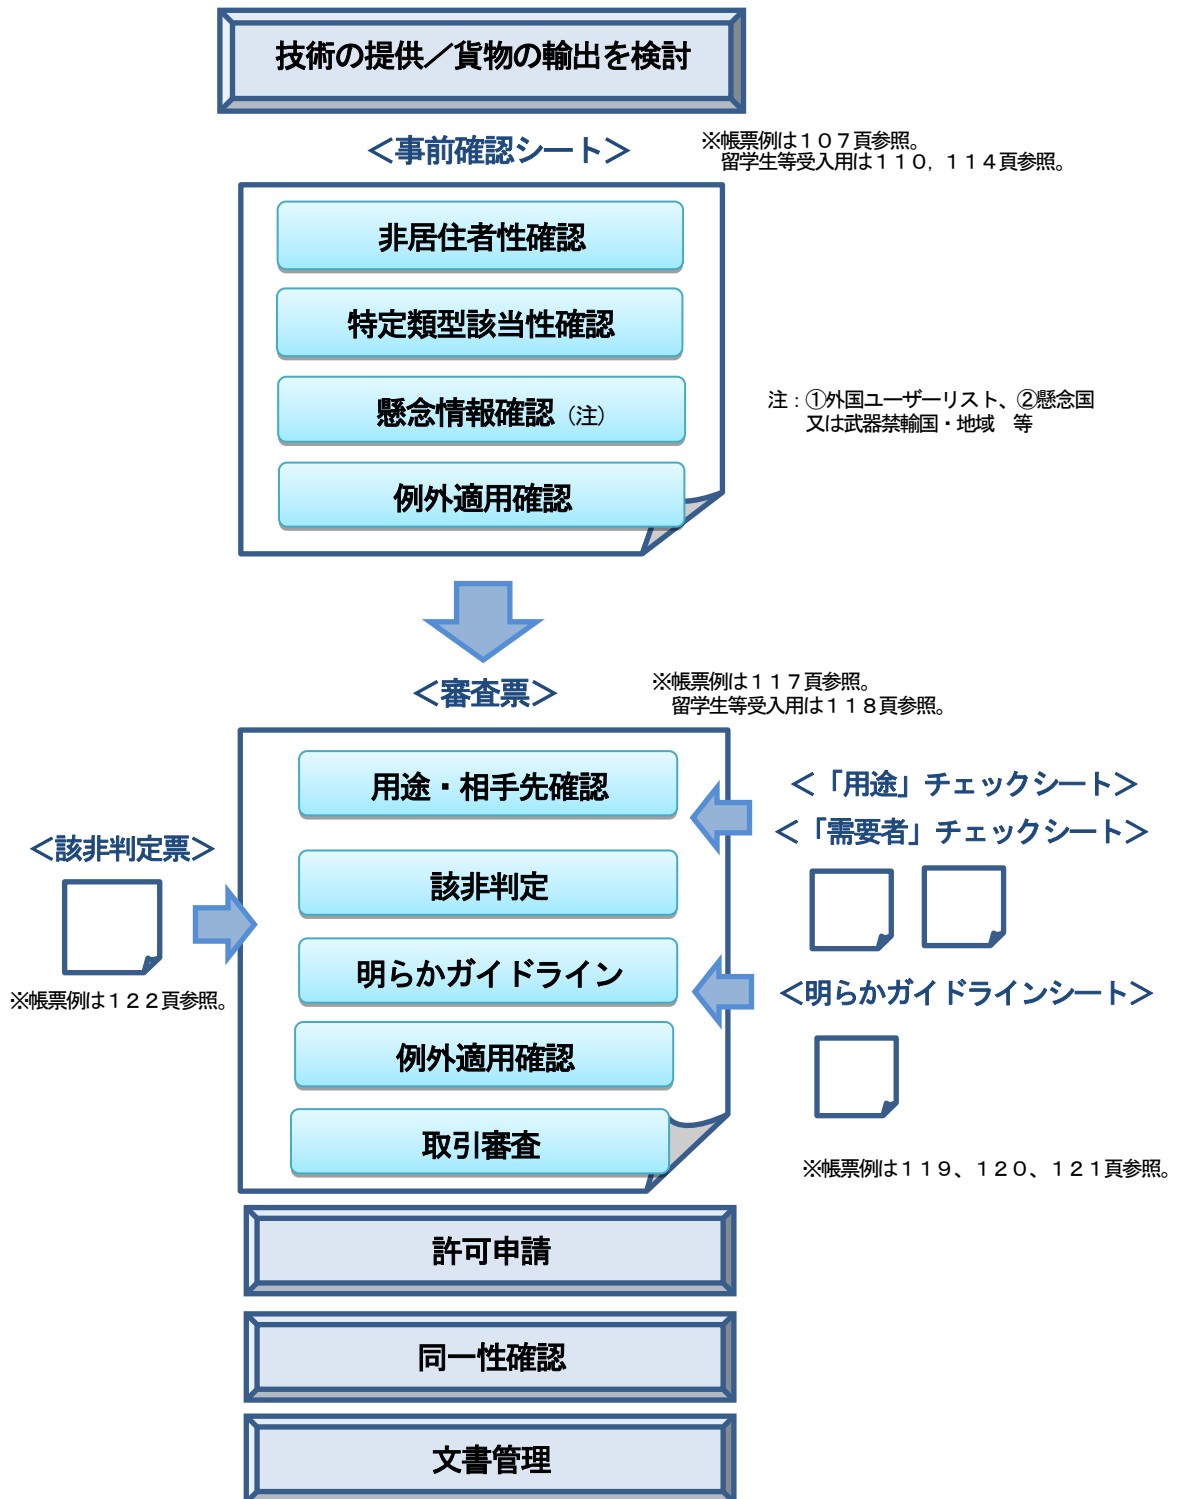 技術の提供／貨物の輸出を検討
＜事前確認シート＞
※帳票例は１０７頁参照。
留学生等受入用は１１０，１１４頁参照。
非居住者性確認
特定類型該当性確認
懸念情報確認（注）
注：①外国ユーザーリスト、②懸念国
又は武器禁輸国・地域　等
例外適用確認
＜審査票＞
※帳票例は１１７頁参照。
留学生等受入用は１１８頁参照。
用途・相手先確認
＜「用途」チェックシート＞
＜「需要者」チェックシート＞
＜該非判定票＞
該非判定
※帳票例は１２２頁参照。
明らかガイドライン
＜明らかガイドラインシート＞
例外適用確認
取引審査
※帳票例は１１９、１２０、１２１頁参照。
許可申請
同一性確認
文書管理